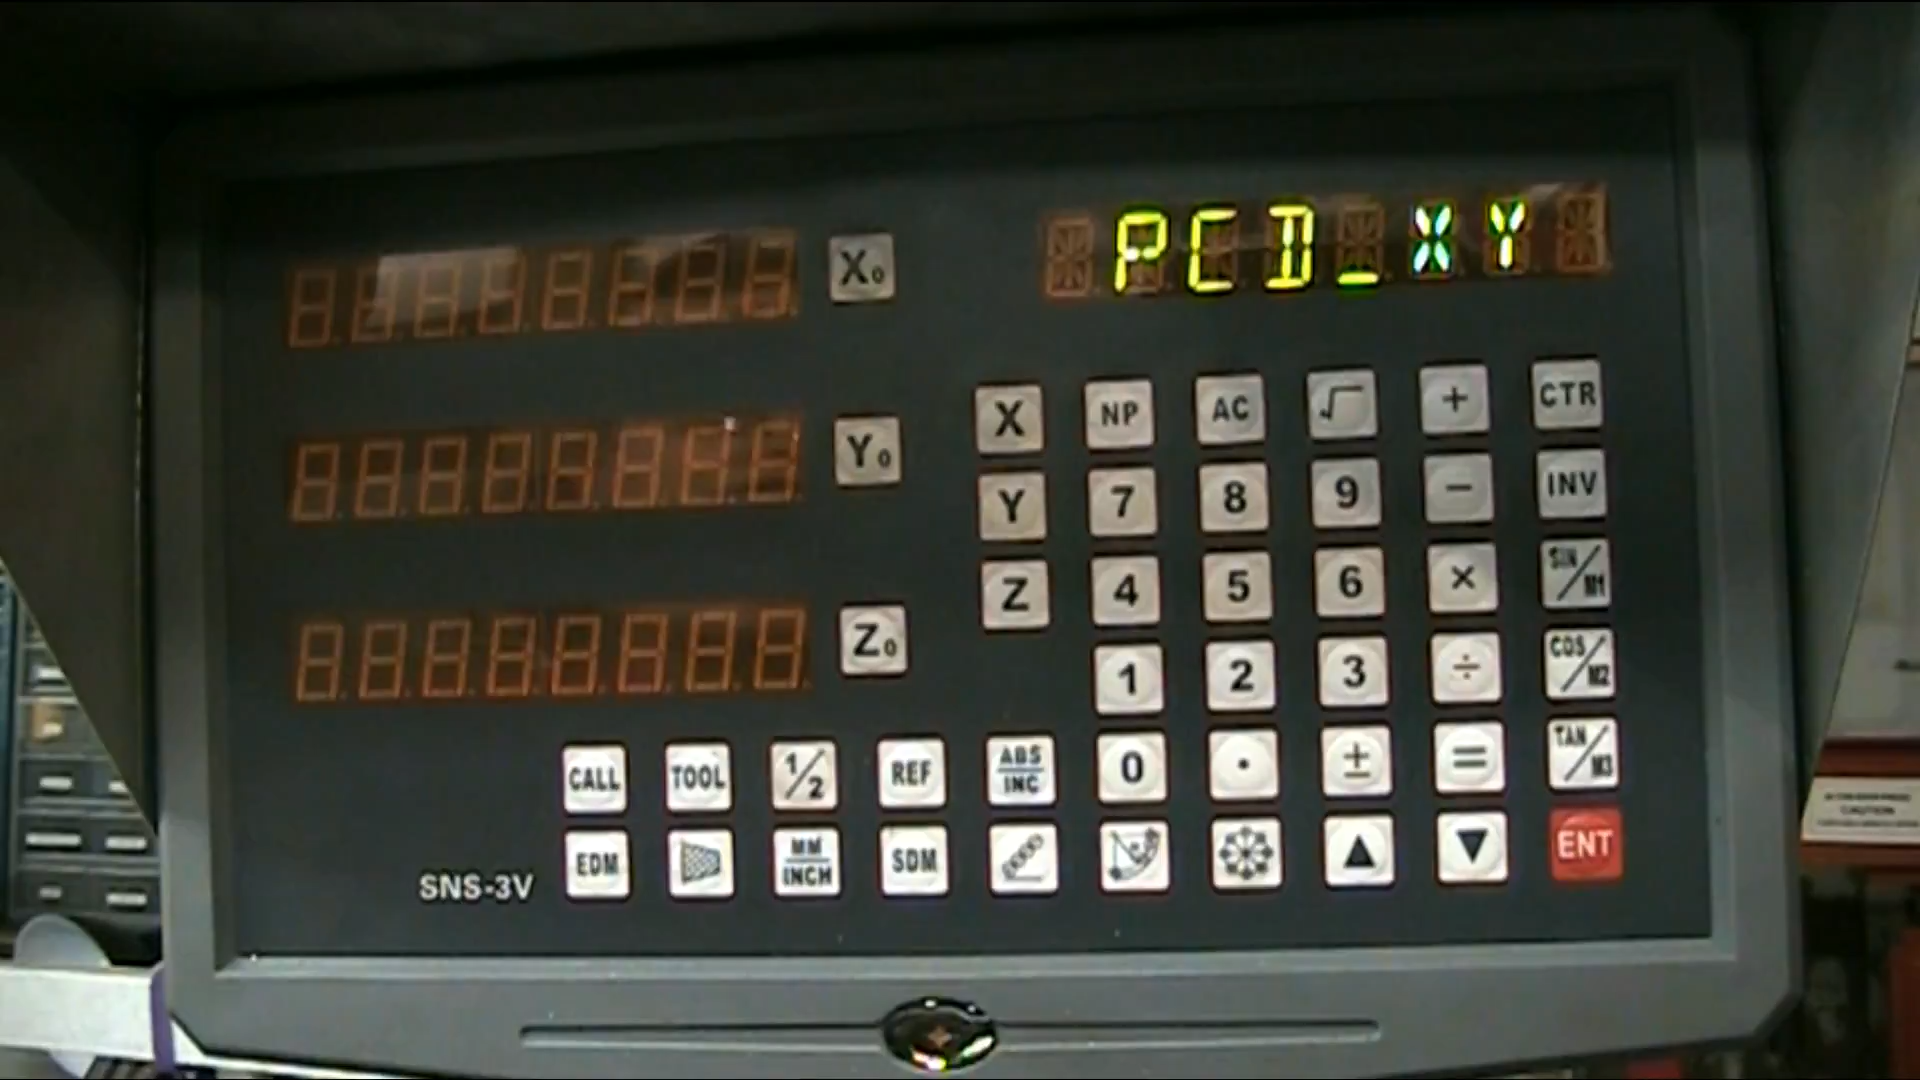 PCD_XY
X₀
Y₀
Z₀
X NP AC √ + CTR
Y 7 8 9 − INV
Z 4 5 6 × SIN/M1
1 2 3 ÷ COS/M2
CALL TOOL 1/2 REF ABS/INC 0 . ± = TAN/M3
SNS-3V EDM MM/INCH SDM ▲ ▼ ENT
CAUTION